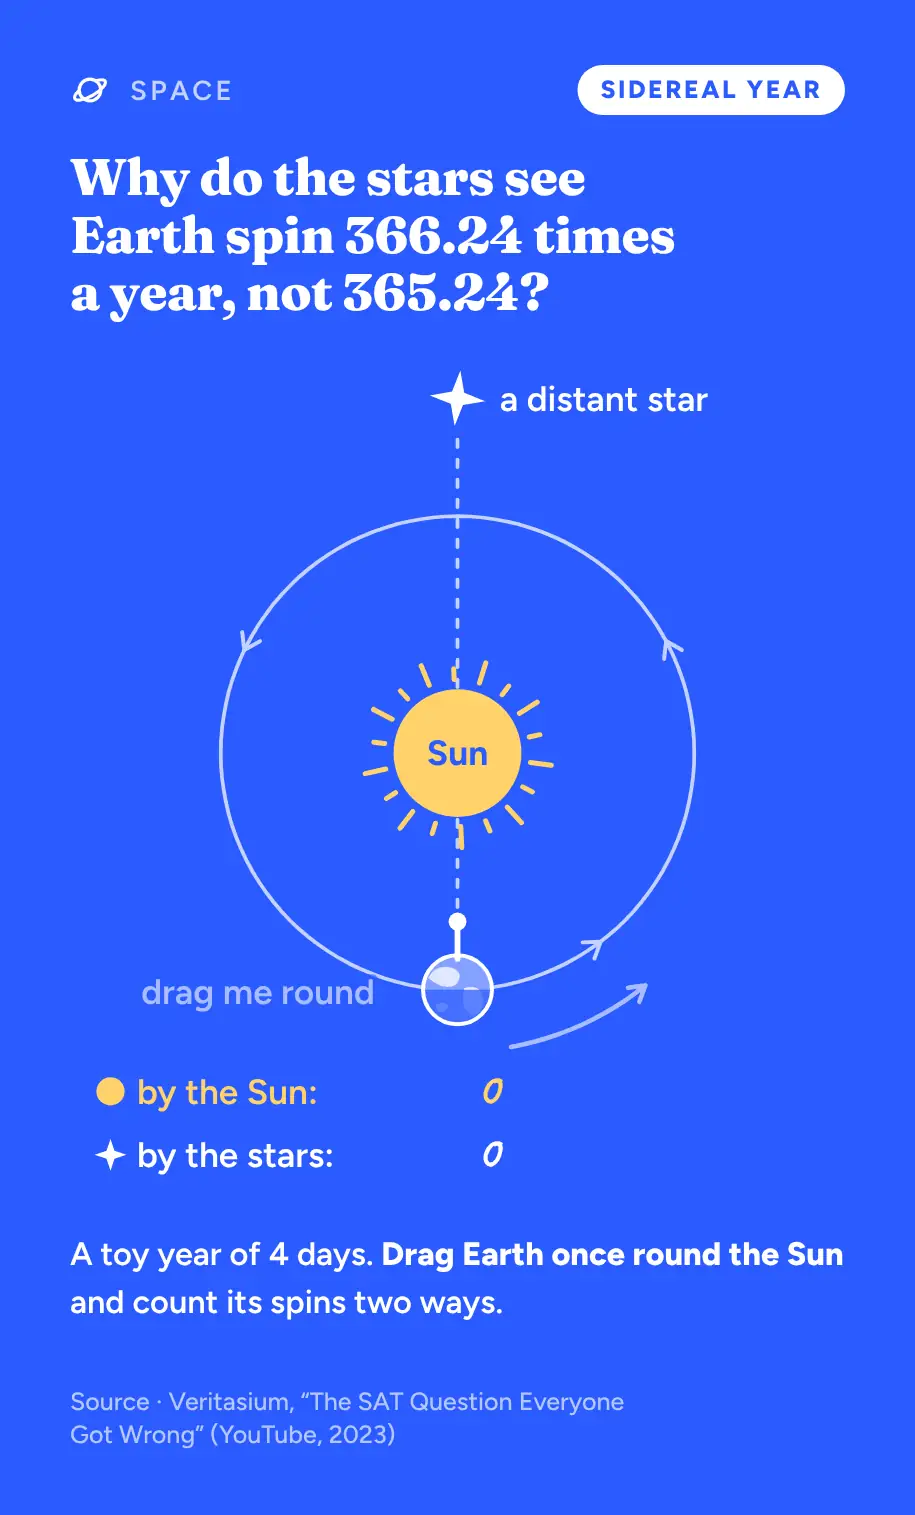 SPACE
SIDEREAL YEAR
Why do the stars see
Earth spin 366.24 times
a year, not 365.24?
a distant star
Sun
drag me round
by the Sun: 0
by the stars: 0
A toy year of 4 days. Drag Earth once round the Sun
and count its spins two ways.
Source · Veritasium, “The SAT Question Everyone
Got Wrong” (YouTube, 2023)